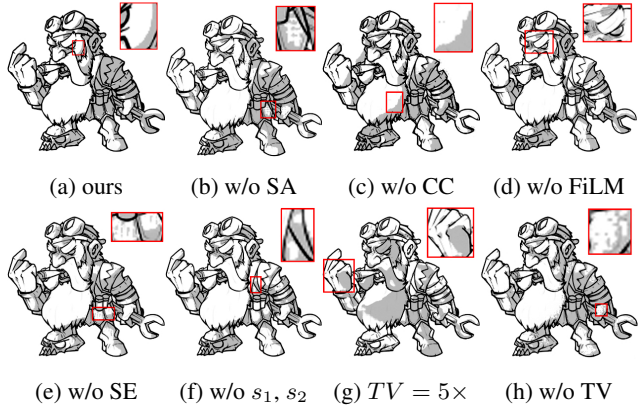 (a) ours (b) w/o SA (c) w/o CC (d) w/o FiLM
(e) w/o SE (f) w/o s₁, s₂ (g) TV = 5× (h) w/o TV